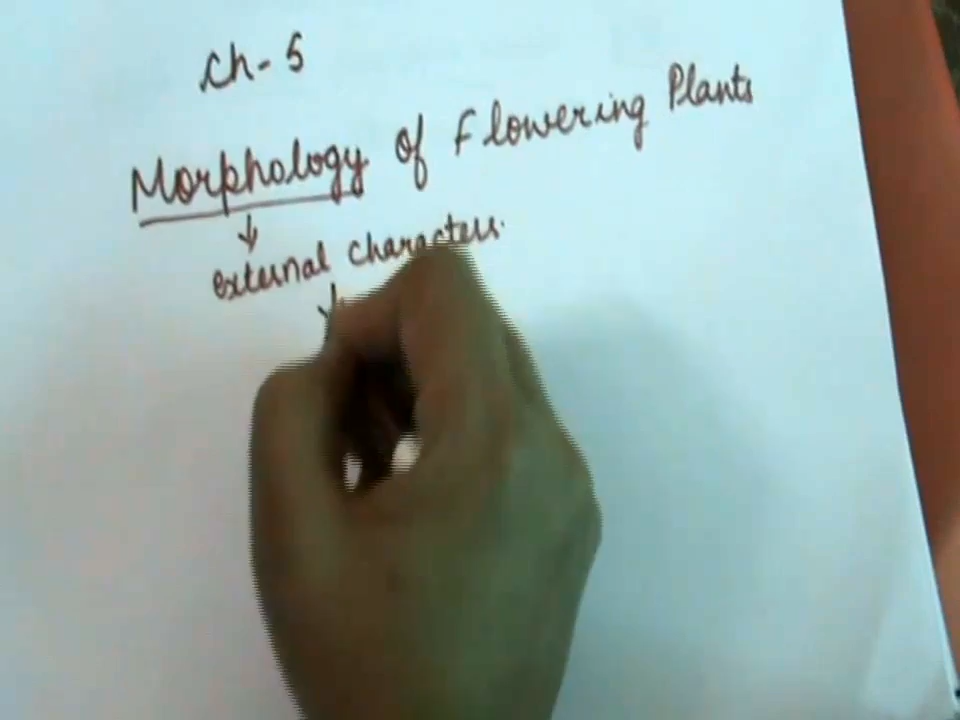 Ch- 5
Morphology of Flowering Plants
↓
external characters.
↓